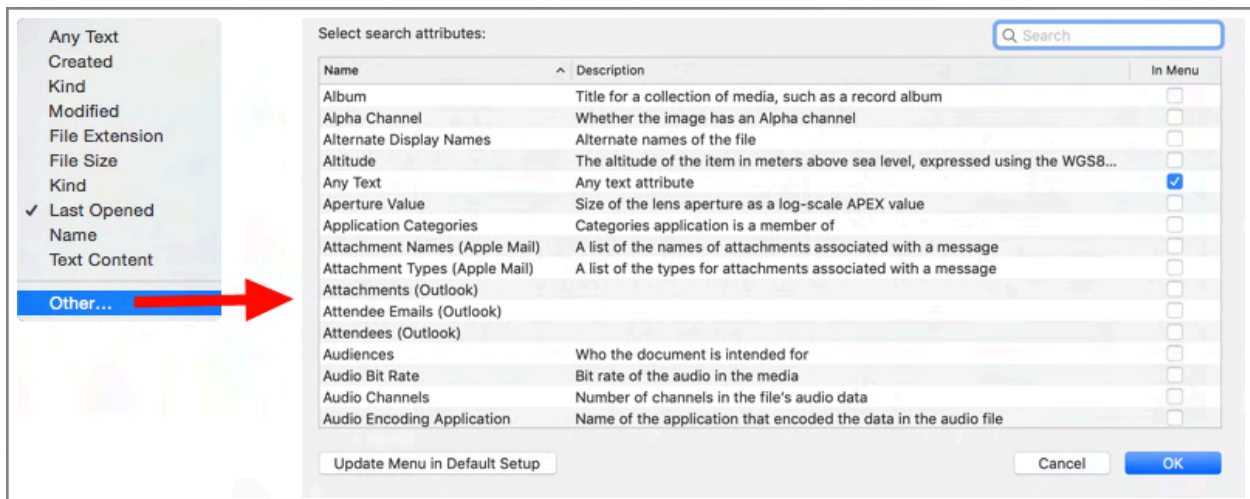 Any Text
Created
Kind
Modified
File Extension
File Size
Kind
✓ Last Opened
Name
Text Content
Other...
Select search attributes:
Search
Name Description In Menu
Album Title for a collection of media, such as a record album
Alpha Channel Whether the image has an Alpha channel
Alternate Display Names Alternate names of the file
Altitude The altitude of the item in meters above sea level, expressed using the WGS8...
Any Text Any text attribute
Aperture Value Size of the lens aperture as a log-scale APEX value
Application Categories Categories application is a member of
Attachment Names (Apple Mail) A list of the names of attachments associated with a message
Attachment Types (Apple Mail) A list of the types for attachments associated with a message
Attachments (Outlook)
Attendee Emails (Outlook)
Attendees (Outlook)
Audiences Who the document is intended for
Audio Bit Rate Bit rate of the audio in the media
Audio Channels Number of channels in the file's audio data
Audio Encoding Application Name of the application that encoded the data in the audio file
Update Menu in Default Setup Cancel OK